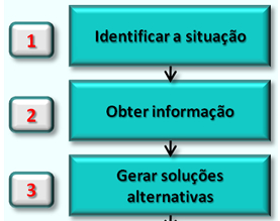 1
Identificar a situação
2
Obter informação
3
Gerar soluções
alternativas